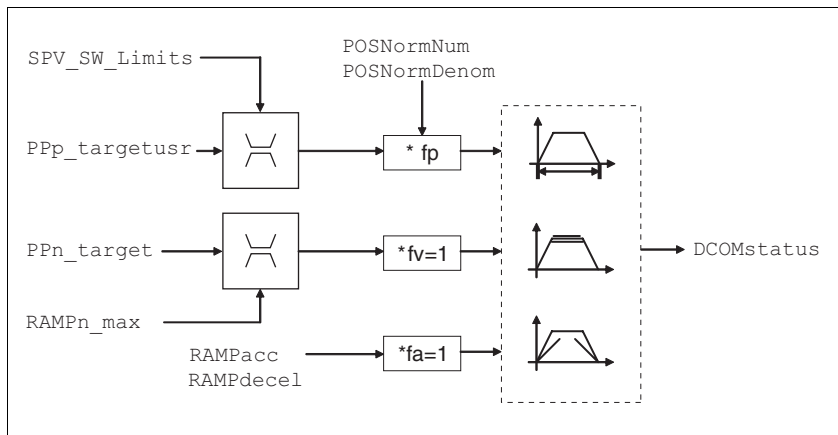 SPV_SW_Limits
POSNormNum
POSNormDenom
PPp_targetusr
* fp
PPn_target
*fv=1
DCOMstatus
RAMPn_max
RAMPacc
RAMPdecel
*fa=1